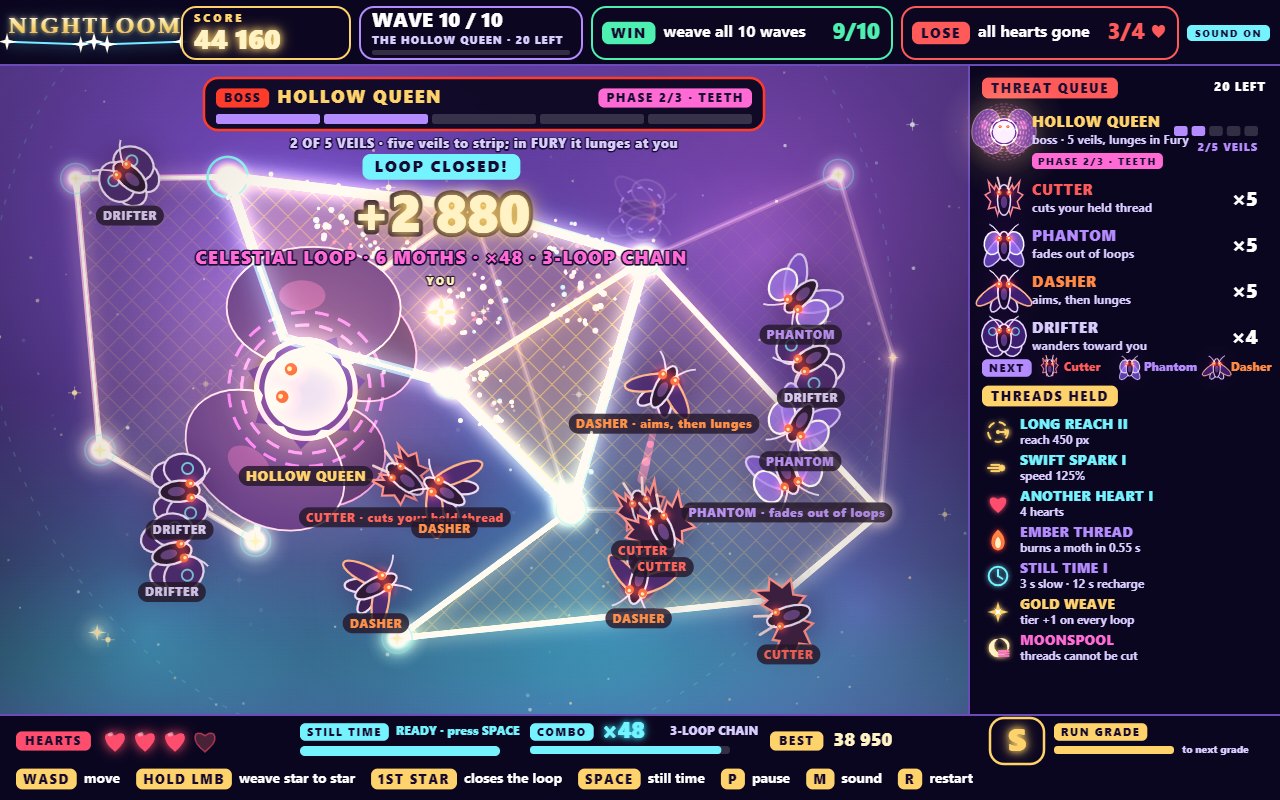 NIGHTLOOM
SCORE
44 160
WAVE 10 / 10
THE HOLLOW QUEEN · 20 LEFT
WIN weave all 10 waves 9/10
LOSE all hearts gone 3/4 ♥
SOUND ON
BOSS HOLLOW QUEEN PHASE 2/3 · TEETH
2 OF 5 VEILS · five veils to strip; in FURY it lunges at you
LOOP CLOSED!
+2 880
CELESTIAL LOOP · 6 MOTHS · ×48 · 3-LOOP CHAIN
YOU
DRIFTER
PHANTOM
DRIFTER
DASHER · aims, then lunges
PHANTOM
HOLLOW QUEEN
PHANTOM · fades out of loops
CUTTER · cuts your held thread
DASHER
DRIFTER
CUTTER
CUTTER
DRIFTER
DASHER
DASHER
CUTTER
THREAT QUEUE 20 LEFT
HOLLOW QUEEN
boss · 5 veils, lunges in Fury
2/5 VEILS
PHASE 2/3 · TEETH
CUTTER
cuts your held thread
×5
PHANTOM
fades out of loops
×5
DASHER
aims, then lunges
×5
DRIFTER
wanders toward you
×4
NEXT Cutter Phantom Dasher
THREADS HELD
LONG REACH II
reach 450 px
SWIFT SPARK I
speed 125%
ANOTHER HEART I
4 hearts
EMBER THREAD
burns a moth in 0.55 s
STILL TIME I
3 s slow · 12 s recharge
GOLD WEAVE
tier +1 on every loop
MOONSPOOL
threads cannot be cut
HEARTS
STILL TIME READY · press SPACE
COMBO ×48 3-LOOP CHAIN
BEST 38 950
S
RUN GRADE
to next grade
WASD move HOLD LMB weave star to star 1ST STAR closes the loop SPACE still time P pause M sound R restart